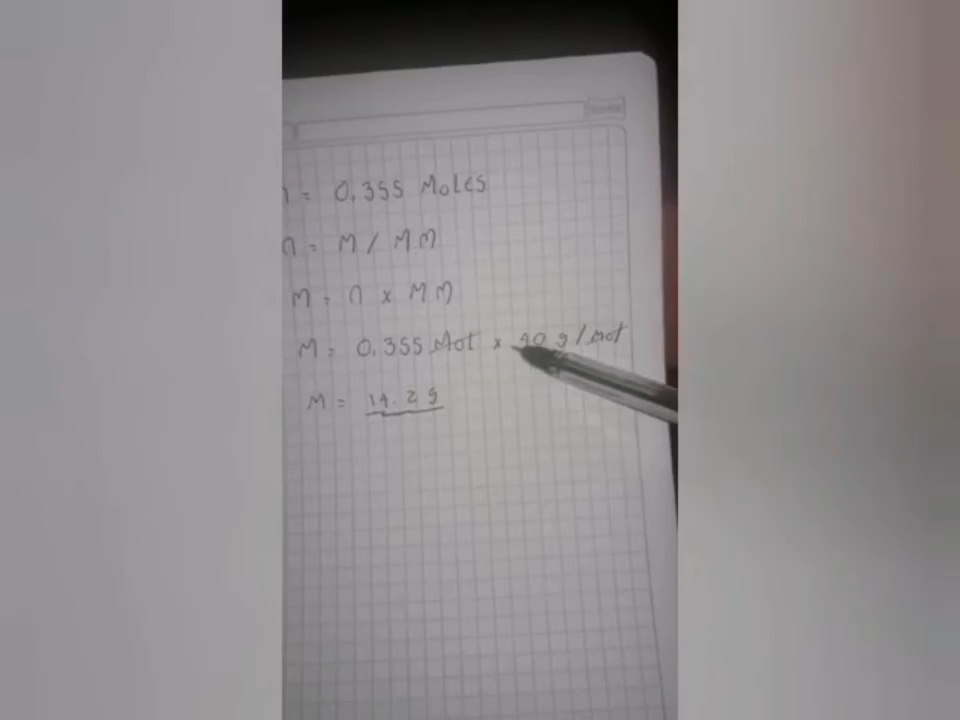 n = 0.355 Moles
n = M / MM
M = n x MM
M = 0.355 Mol x 40 g/mol
M = 14.2 g